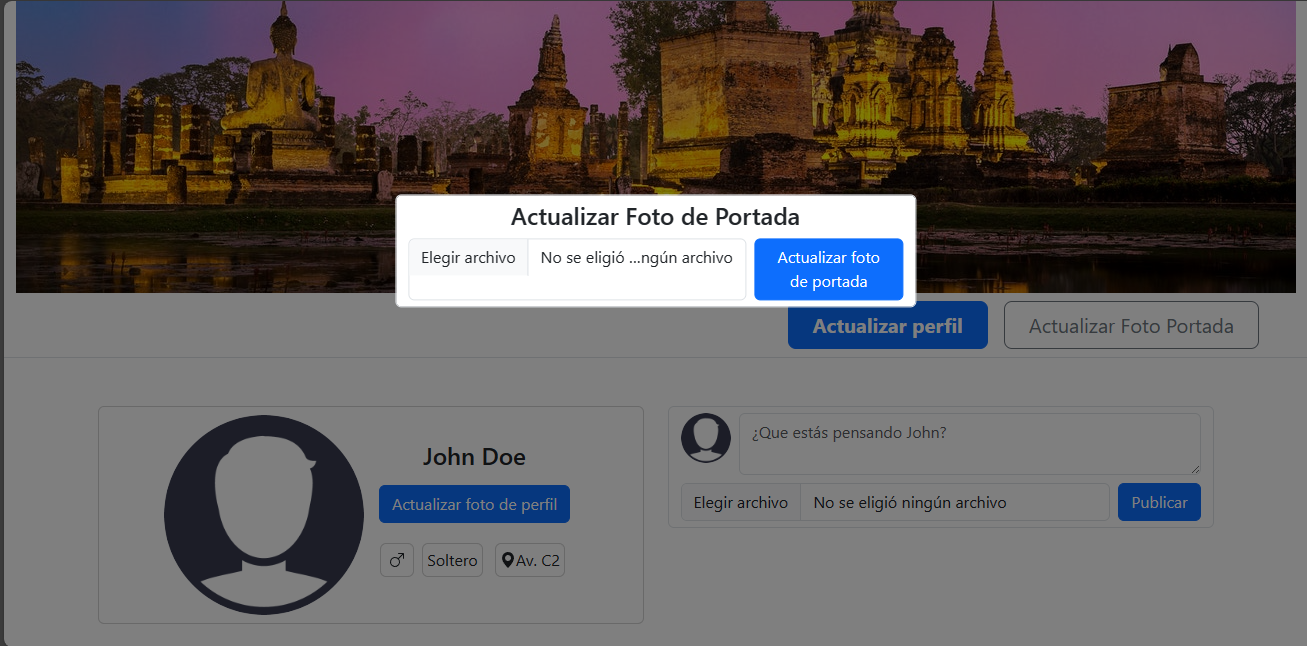 Actualizar Foto de Portada
Elegir archivo No se eligió ...ngún archivo
Actualizar foto
de portada
Actualizar perfil
Actualizar Foto Portada
John Doe
Actualizar foto de perfil
Soltero
Av. C2
¿Que estás pensando John?
Elegir archivo No se eligió ningún archivo
Publicar